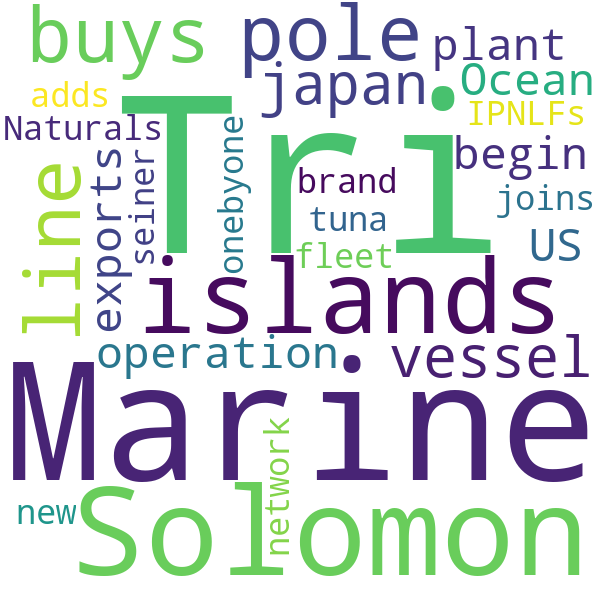 buys
pole
plant
adds
japan
Ocean
Naturals
Tri
IPNLFs
onebyone
begin
line
exports
seiner
brand
joins
tuna
US
fleet
islands
operation
vessel
Marine
new
network
Solomon